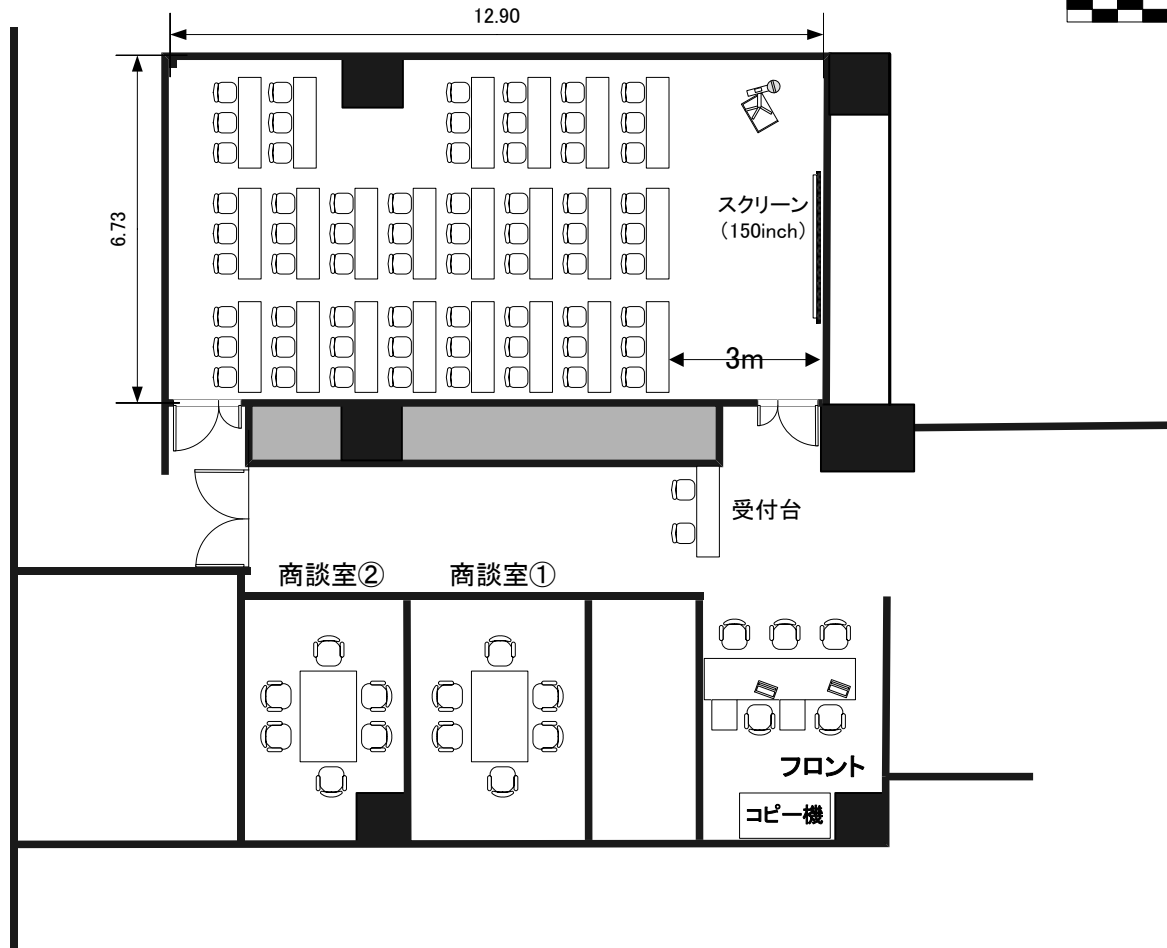 12.90
6.73
スクリーン
（150inch）
3m
受付台
商談室②
商談室①
フロント
コピー機